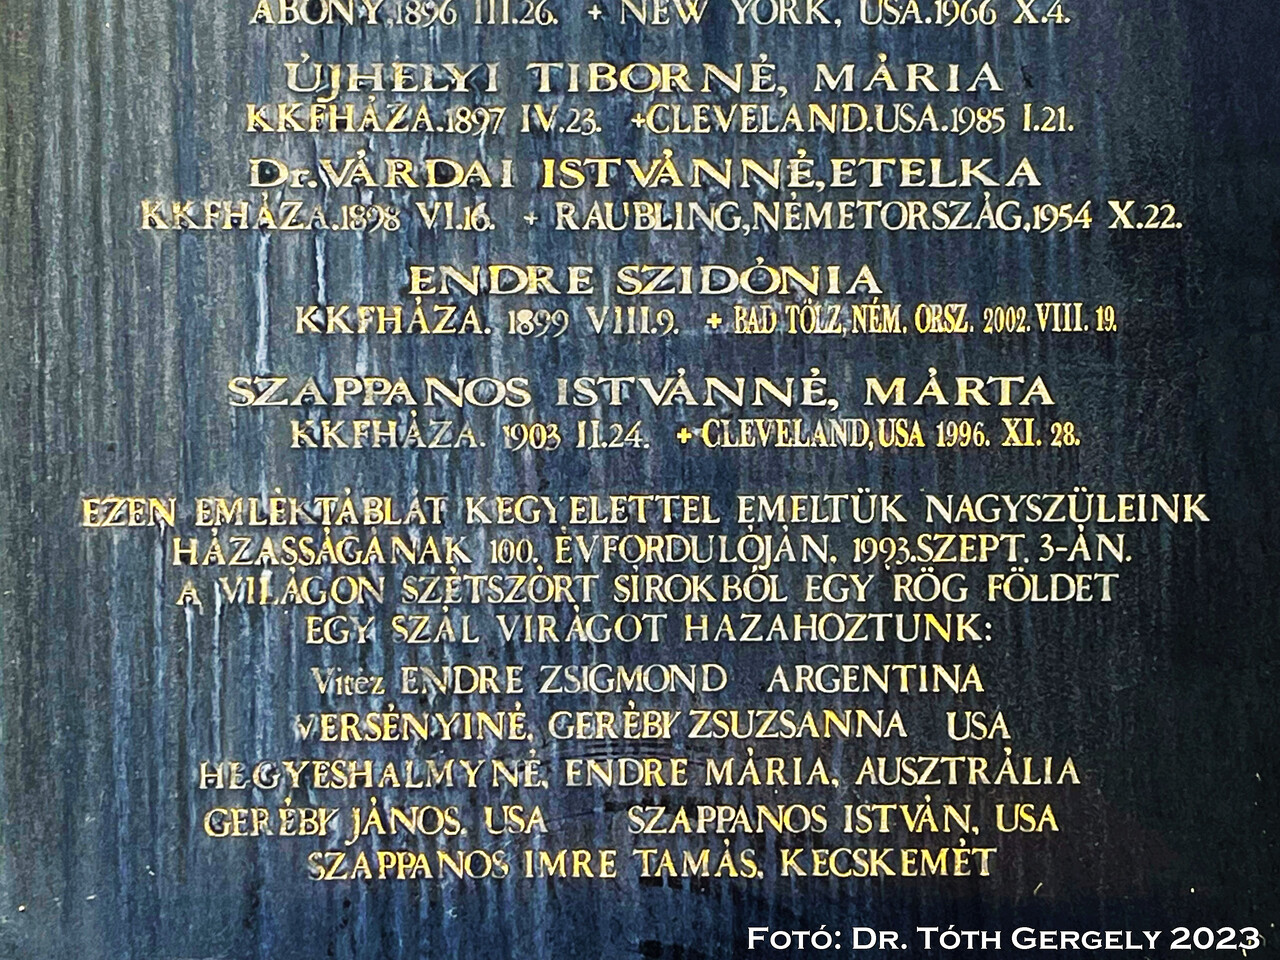 ABONY,1896 III.26. + NEW YORK, USA.1966 X.4.
ÚJHELYI TIBORNÉ, MÁRIA
KKFHÁZA.1897 IV.23. +CLEVELAND.USA.1985 I.21.
Dr.VÁRDAI ISTVÁNNÉ,ETELKA
KKFHÁZA.1898 VI.16. + RAUBLING,NÉMETORSZÁG,1954 X.22.
ENDRE SZIDÓNIA
KKFHÁZA. 1899 VIII.9. + BAD TÖLZ, NÉM. ORSZ. 2002. VIII. 19.
SZAPPANOS ISTVÁNNÉ, MÁRTA
KKFHÁZA. 1903 II.24. + CLEVELAND,USA 1996. XI. 28.
EZEN EMLÉKTÁBLÁT KEGYELETTEL EMELTÜK NAGYSZÜLEINK
HÁZASSÁGÁNAK 100. ÉVFORDULÓJÁN. 1993.SZEPT. 3-ÁN.
A VILÁGON SZÉTSZÓRT SÍROKBÓL EGY RÖG FÖLDET
EGY SZÁL VIRÁGOT HAZAHOZTUNK:
Vitéz ENDRE ZSIGMOND ARGENTINA
VERSÉNYINÉ, GERÉBY ZSUZSANNA USA
HEGYESHALMYNÉ, ENDRE MÁRIA, AUSZTRÁLIA
GERÉBY JÁNOS. USA SZAPPANOS ISTVÁN, USA
SZAPPANOS IMRE TAMÁS, KECSKEMÉT
FOTÓ: DR. TÓTH GERGELY 2023